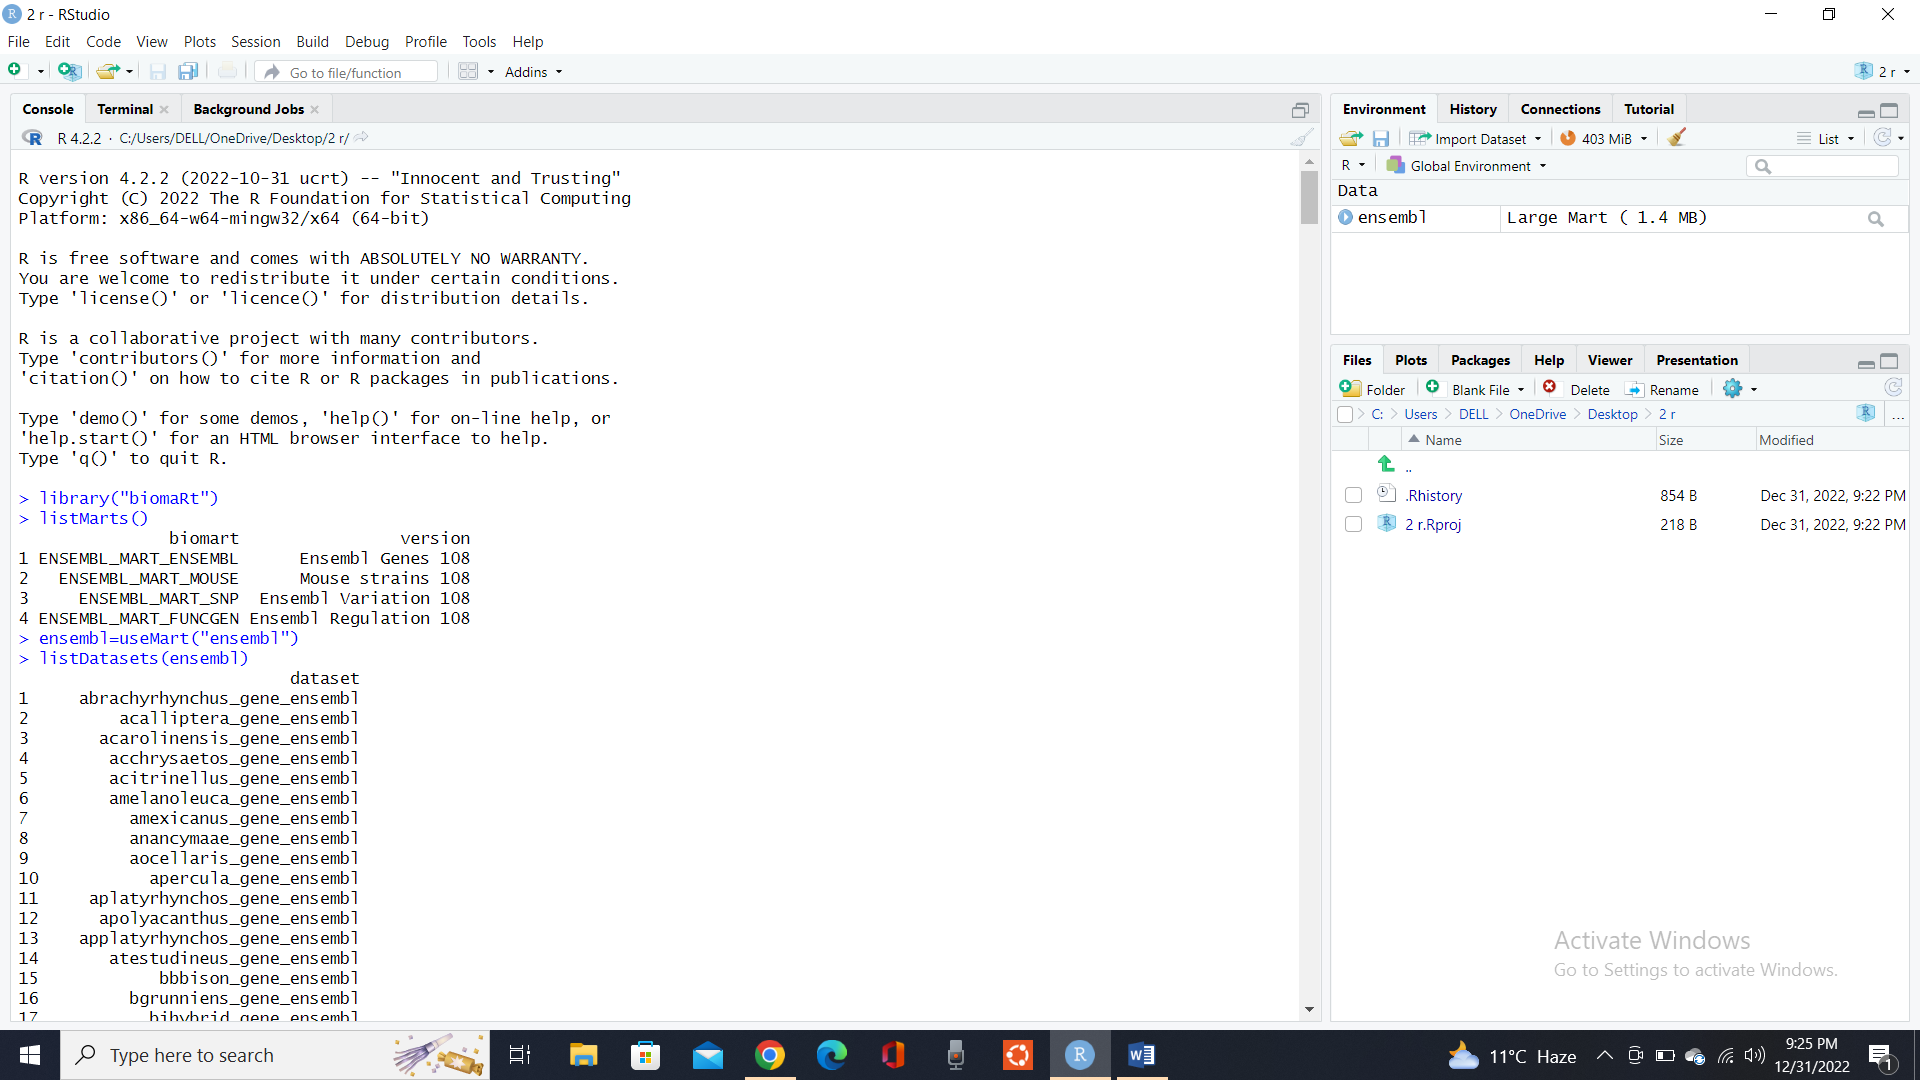 2 r - RStudio
File Edit Code View Plots Session Build Debug Profile Tools Help
Go to file/function Addins 2 r
Console Terminal Background Jobs
R 4.2.2 · C:/Users/DELL/OneDrive/Desktop/2 r/
R version 4.2.2 (2022-10-31 ucrt) -- "Innocent and Trusting"
Copyright (C) 2022 The R Foundation for Statistical Computing
Platform: x86_64-w64-mingw32/x64 (64-bit)
R is free software and comes with ABSOLUTELY NO WARRANTY.
You are welcome to redistribute it under certain conditions.
Type 'license()' or 'licence()' for distribution details.
R is a collaborative project with many contributors.
Type 'contributors()' for more information and
'citation()' on how to cite R or R packages in publications.
Type 'demo()' for some demos, 'help()' for on-line help, or
'help.start()' for an HTML browser interface to help.
Type 'q()' to quit R.
> library("biomaRt")
> listMarts()
biomart version
1 ENSEMBL_MART_ENSEMBL Ensembl Genes 108
2 ENSEMBL_MART_MOUSE Mouse strains 108
3 ENSEMBL_MART_SNP Ensembl Variation 108
4 ENSEMBL_MART_FUNCGEN Ensembl Regulation 108
> ensembl=useMart("ensembl")
> listDatasets(ensembl)
dataset
1 abrachyrhynchus_gene_ensembl
2 acalliptera_gene_ensembl
3 acarolinensis_gene_ensembl
4 acchrysaetos_gene_ensembl
5 acitrinellus_gene_ensembl
6 amelanoleuca_gene_ensembl
7 amexicanus_gene_ensembl
8 anancymaae_gene_ensembl
9 aocellaris_gene_ensembl
10 apercula_gene_ensembl
11 aplatyrhynchos_gene_ensembl
12 apolyacanthus_gene_ensembl
13 applatyrhynchos_gene_ensembl
14 atestudineus_gene_ensembl
15 bbbison_gene_ensembl
16 bgrunniens_gene_ensembl
17 bihybrid_gene_ensembl
Environment History Connections Tutorial
Import Dataset 403 MiB List
R Global Environment
Data
ensembl Large Mart ( 1.4 MB)
Files Plots Packages Help Viewer Presentation
Folder Blank File Delete Rename
C: Users DELL OneDrive Desktop 2 r ...
Name Size Modified
..
.Rhistory 854 B Dec 31, 2022, 9:22 PM
2 r.Rproj 218 B Dec 31, 2022, 9:22 PM
Activate Windows
Go to Settings to activate Windows.
Type here to search
11°C Haze
9:25 PM
12/31/2022
1